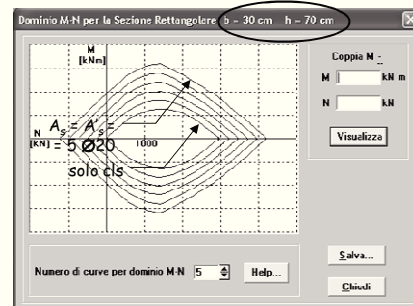 Dominio M-N per la Sezione Rettangolare b = 30 cm h = 70 cm
M
[kNm]
Coppia N -
M kN m
N kN
Visualizza
As = A's =
N
[KN] = 5 Ø20 1000
solo cls
Numero di curve per dominio M-N 5
Help...
Salva...
Chiudi